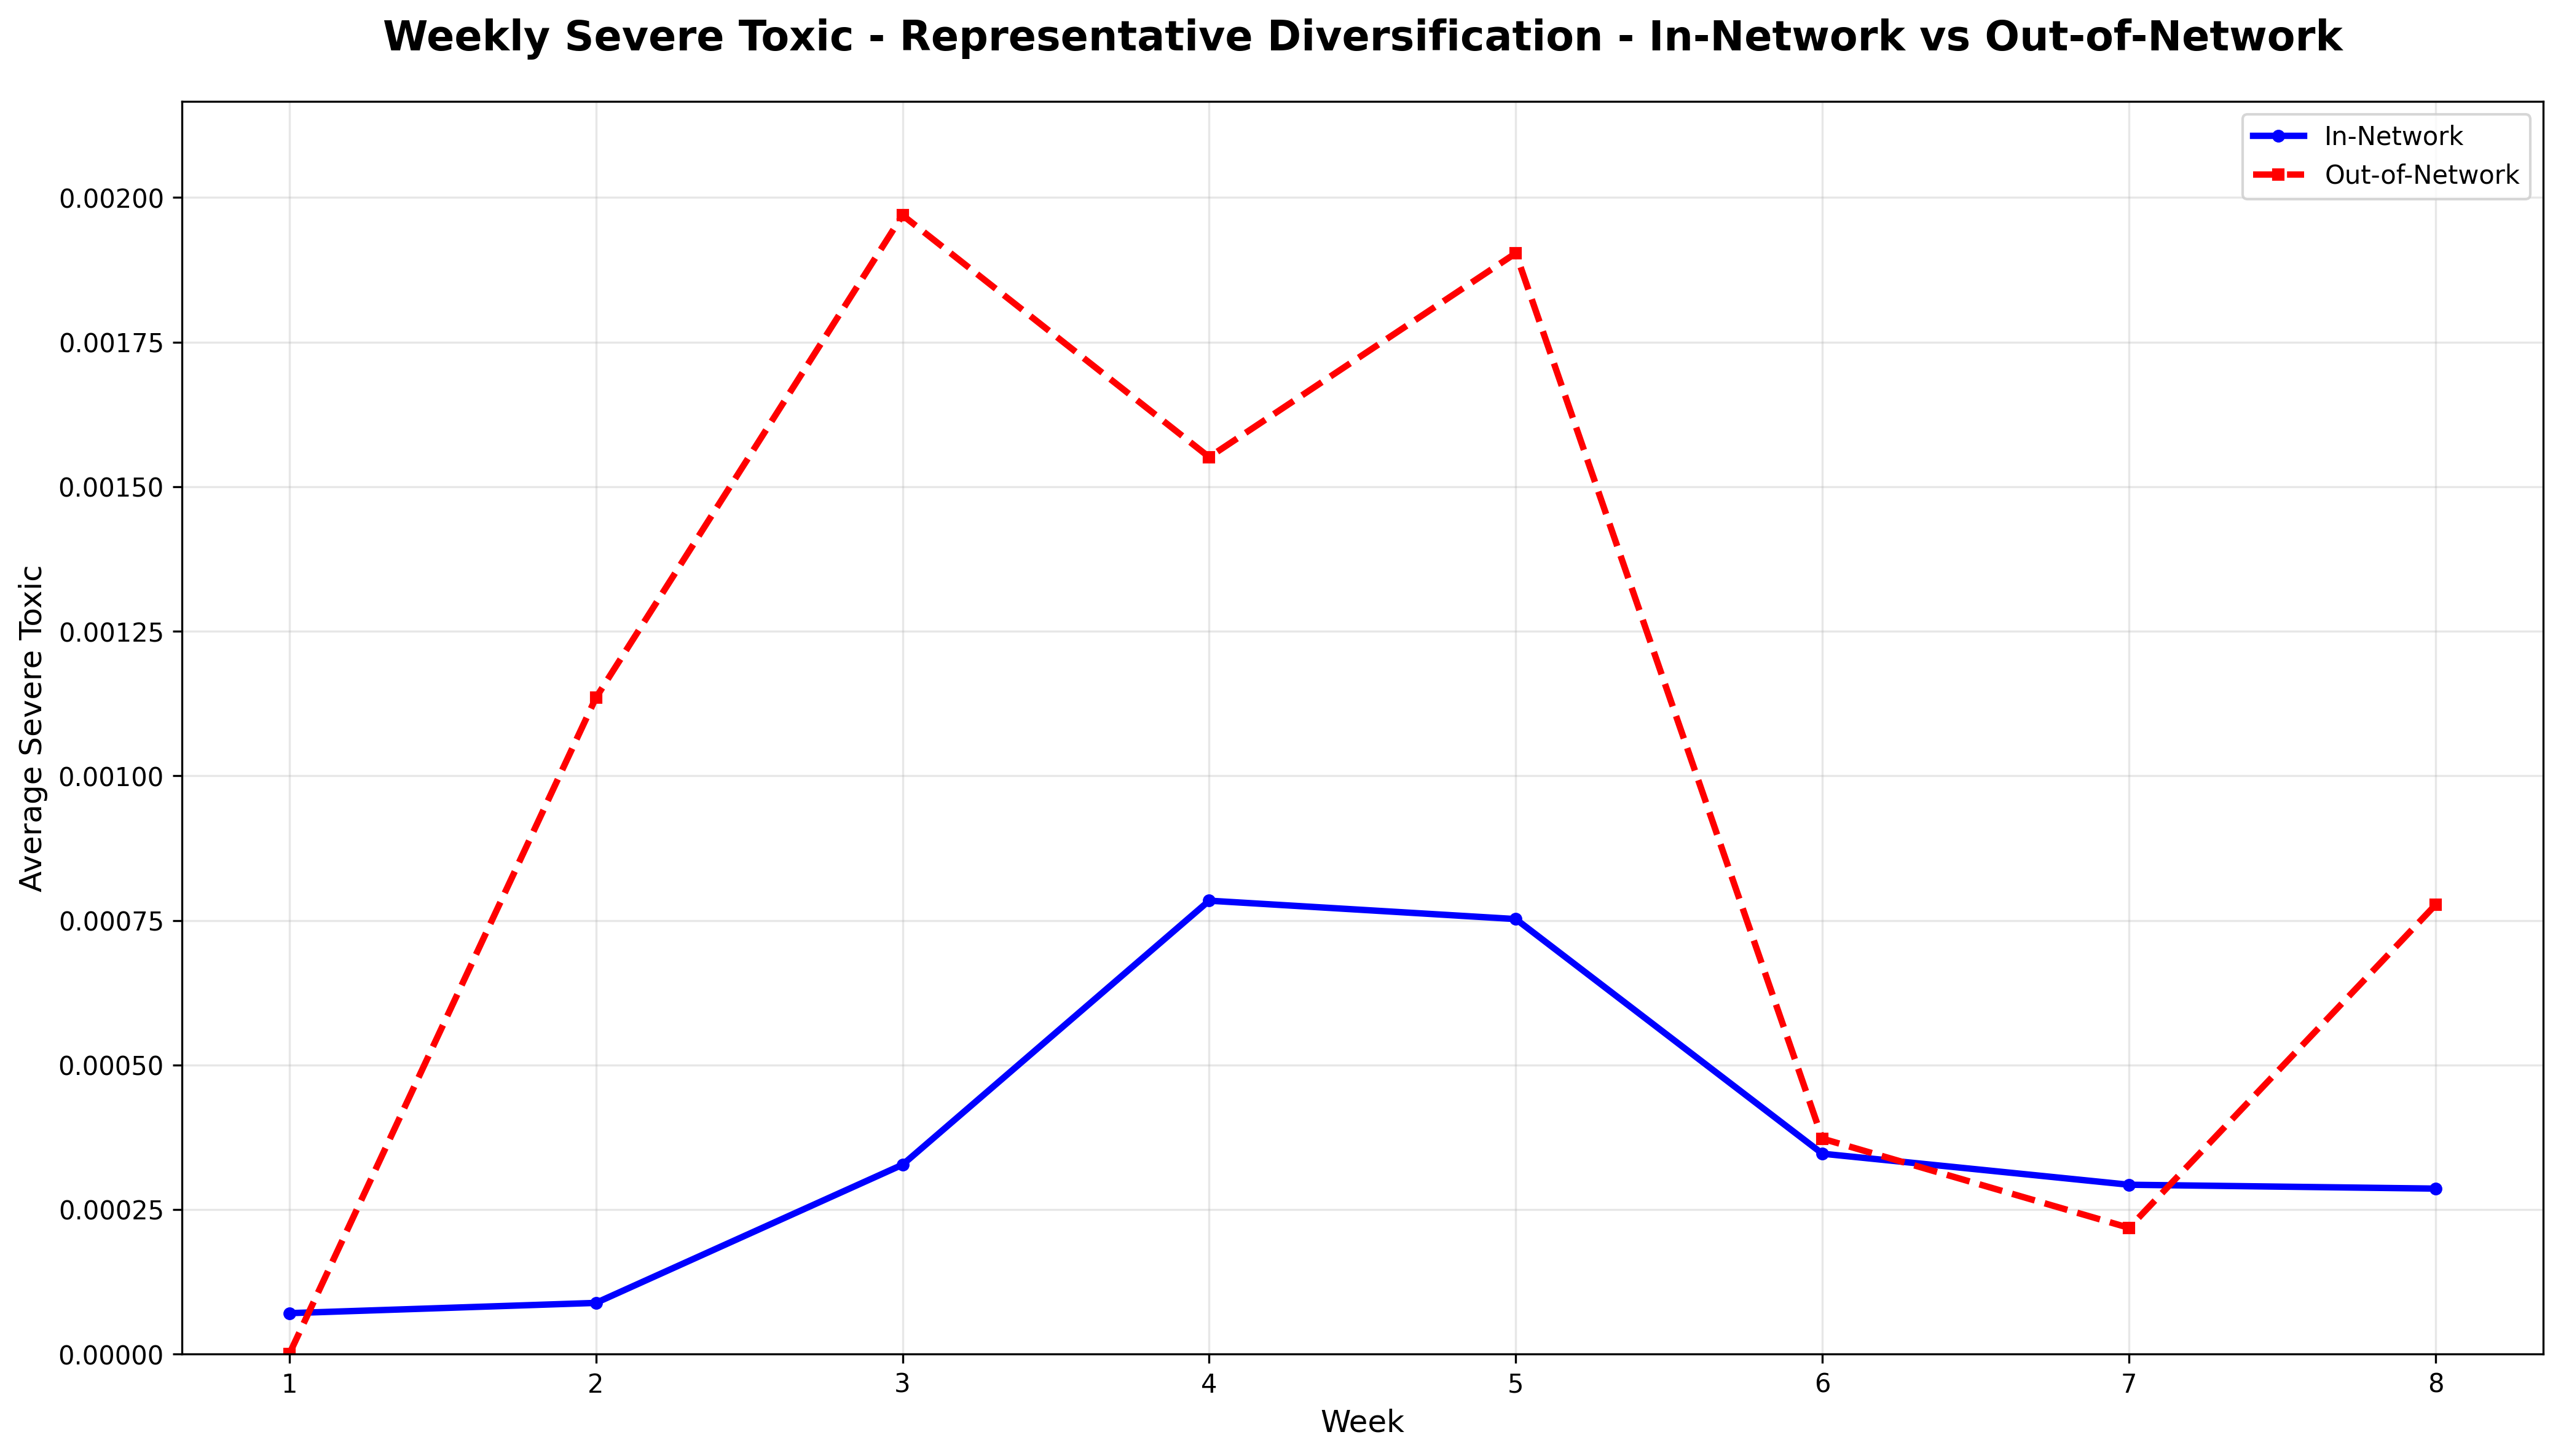 Weekly Severe Toxic - Representative Diversification - In-Network vs Out-of-Network
In-Network
Out-of-Network
Average Severe Toxic
0.00200
0.00175
0.00150
0.00125
0.00100
0.00075
0.00050
0.00025
0.00000
1 2 3 4 5 6 7 8
Week